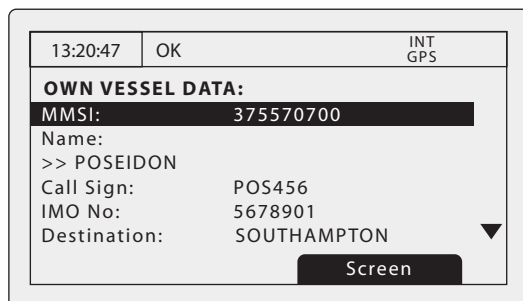 13:20:47 OK INT
GPS
OWN VESSEL DATA:
MMSI: 375570700
Name:
>> POSEIDON
Call Sign: POS456
IMO No: 5678901
Destination: SOUTHAMPTON
Screen